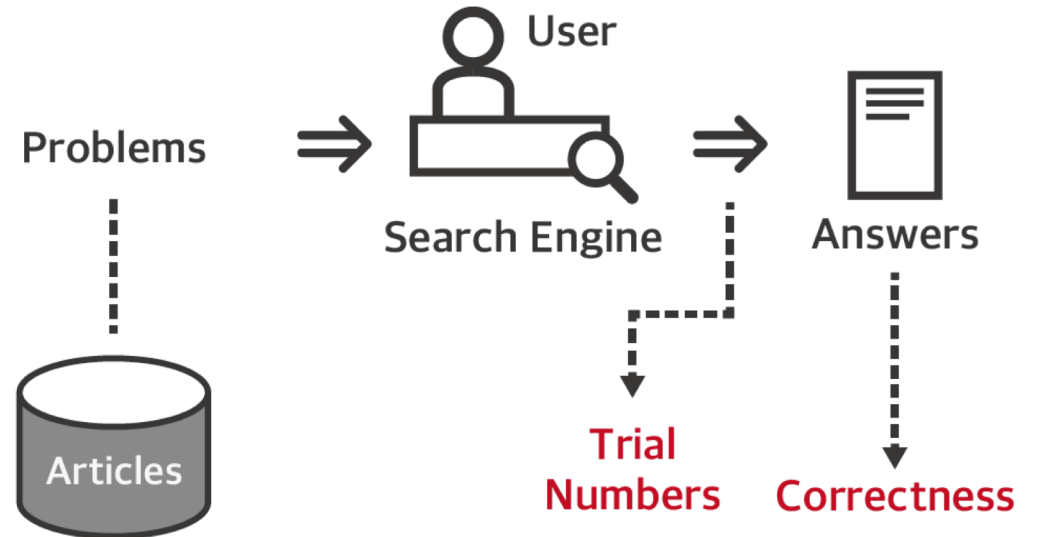 User
Problems
Search Engine
Answers
Articles
Trial
Numbers
Correctness